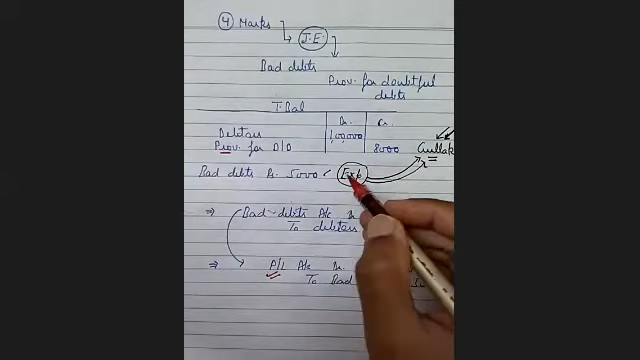 4 Marks
J.E.
Bad debts
Prov. for doubtful
debts
T. Bal
Dr. Cr.
Debtors 1,00,000
Prov. for D/D 8000 Gullak
Bad debts Rs. 5000 Exp
⇒ Bad-debts A/c Dr
To debtors
⇒ P/L A/c Dr.
To Bad